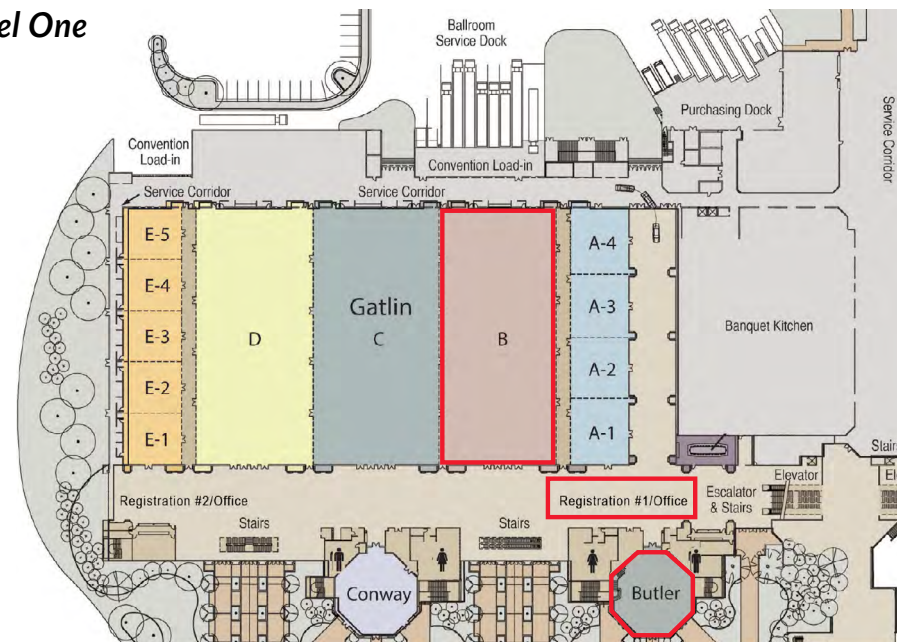 el One
Ballroom
Service Dock
Purchasing Dock
Service Corridor
Convention
Load-in
Convention Load-in
Service Corridor
Service Corridor
E-5
E-4
E-3
E-2
E-1
D
Gatlin
C
B
A-4
A-3
A-2
A-1
Banquet Kitchen
Stairs
Elevator
El
Registration #2/Office
Registration #1/Office
Escalator
& Stairs
Stairs
Stairs
Conway
Butler